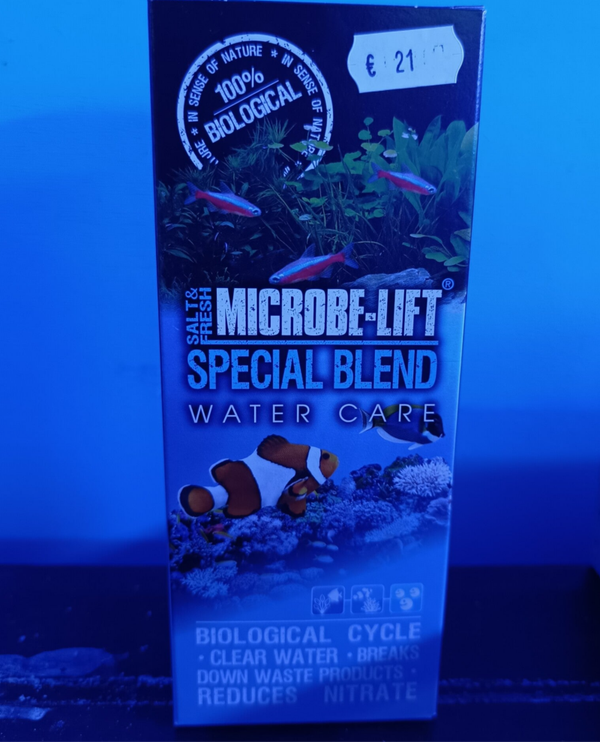 IN SENSE OF NATURE ★ IN SENSE OF NATURE ★
100%
BIOLOGICAL
€ 21
SALT&
FRESH
MICROBE-LIFT®
SPECIAL BLEND
WATER CARE
BIOLOGICAL CYCLE
• CLEAR WATER • BREAKS
DOWN WASTE PRODUCTS •
REDUCES NITRATE